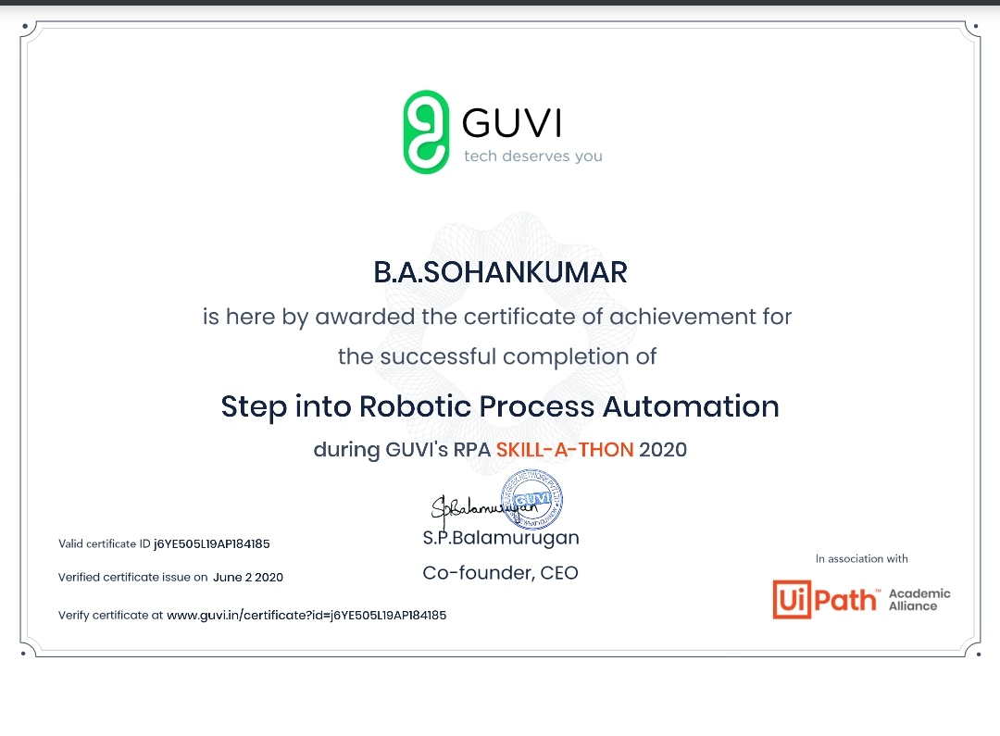 GUVI
tech deserves you
B.A.SOHANKUMAR
is here by awarded the certificate of achievement for
the successful completion of
Step into Robotic Process Automation
during GUVI's RPA SKILL-A-THON 2020
SpBalamurugan
GUVI
S.P.Balamurugan
Co-founder, CEO
Valid certificate ID j6YE505L19AP184185
Verified certificate issue on June 2 2020
Verify certificate at www.guvi.in/certificate?id=j6YE505L19AP184185
In association with
UiPath™ Academic
Alliance